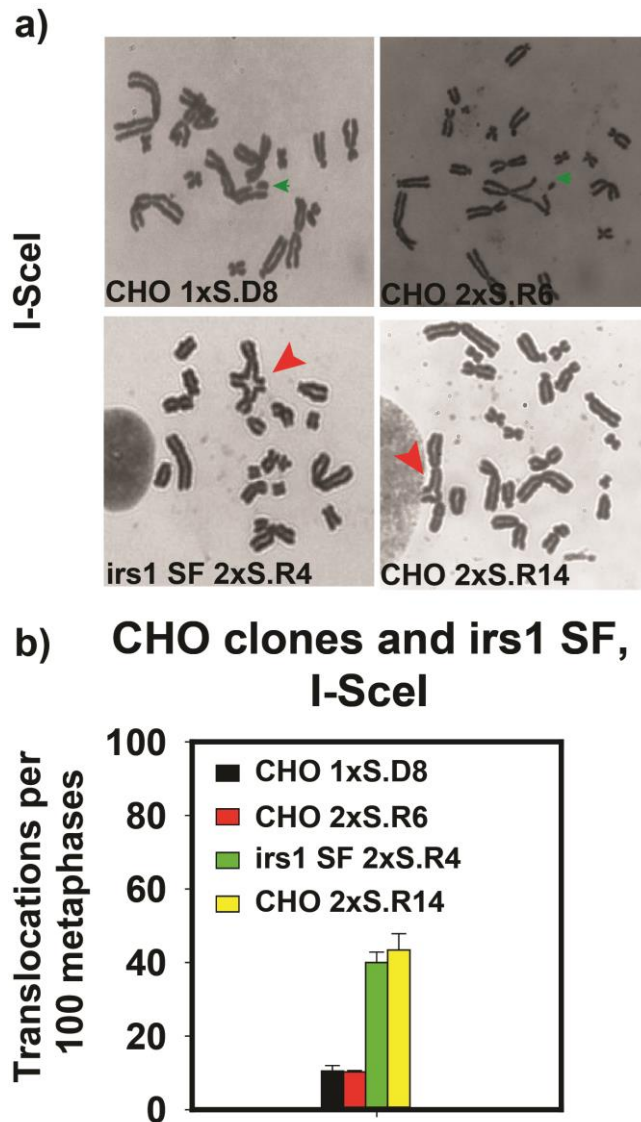 a)
I-SceI
CHO 1xS.D8
CHO 2xS.R6
irs1 SF 2xS.R4
CHO 2xS.R14
b)
CHO clones and irs1 SF,
I-SceI
Translocations per
100 metaphases
100
80
60
40
20
0
CHO 1xS.D8
CHO 2xS.R6
irs1 SF 2xS.R4
CHO 2xS.R14